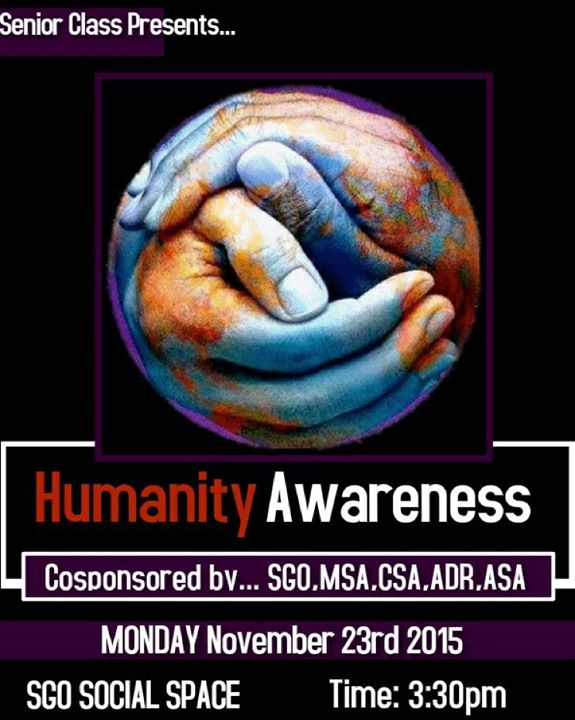 Senior Class Presents...
Humanity Awareness
Cosponsored by... SGO,MSA,CSA,ADR,ASA
MONDAY November 23rd 2015
SGO SOCIAL SPACE Time: 3:30pm